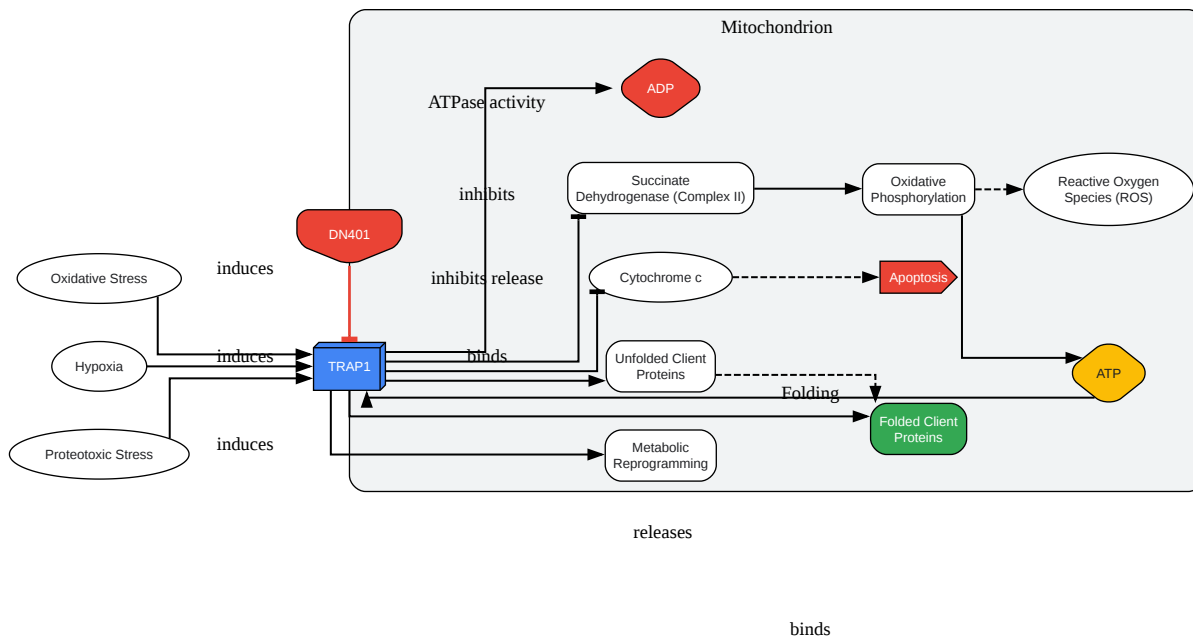 Mitochondrion
ADP
ATPase activity
Succinate
Dehydrogenase (Complex II)
Oxidative
Phosphorylation
Reactive Oxygen
Species (ROS)
inhibits
DN401
Oxidative Stress
induces
inhibits release
Cytochrome c
Apoptosis
Hypoxia
induces
TRAP1
binds
Unfolded Client
Proteins
Folding
ATP
Folded Client
Proteins
Proteotoxic Stress
induces
Metabolic
Reprogramming
releases
binds